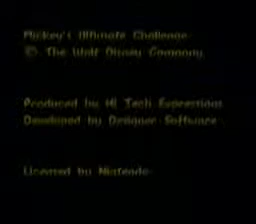 Mickey's Ultimate Challenge
© The Walt Disney Company.
Produced by Hi Tech Expressions
Developed by Designer Software.
Licensed by Nintendo.